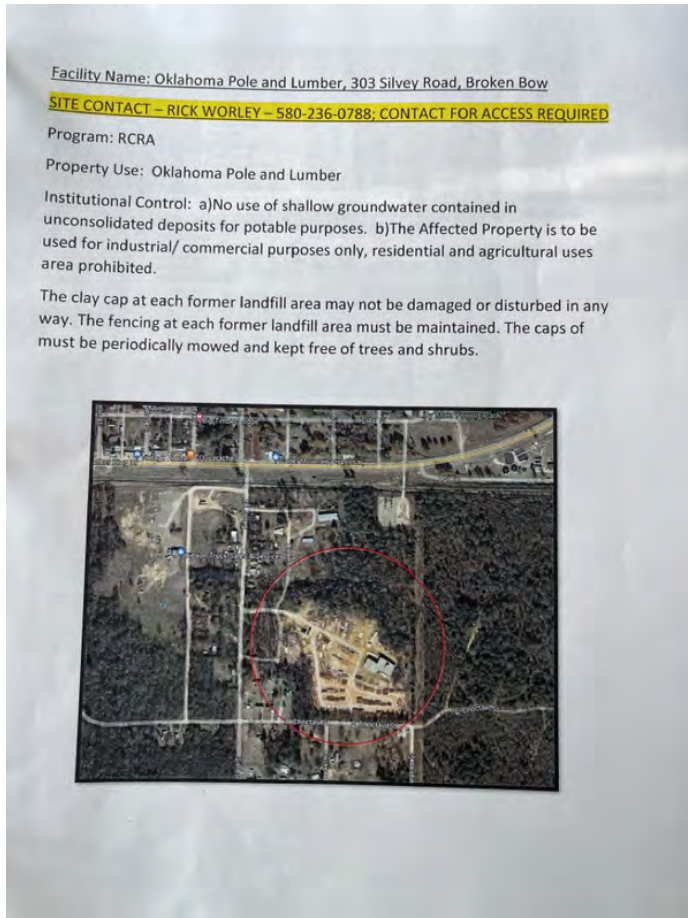 Facility Name: Oklahoma Pole and Lumber, 303 Silvey Road, Broken Bow
SITE CONTACT – RICK WORLEY – 580-236-0788; CONTACT FOR ACCESS REQUIRED
Program: RCRA
Property Use: Oklahoma Pole and Lumber
Institutional Control: a)No use of shallow groundwater contained in
unconsolidated deposits for potable purposes. b)The Affected Property is to be
used for industrial/ commercial purposes only, residential and agricultural uses
area prohibited.
The clay cap at each former landfill area may not be damaged or disturbed in any
way. The fencing at each former landfill area must be maintained. The caps of
must be periodically mowed and kept free of trees and shrubs.